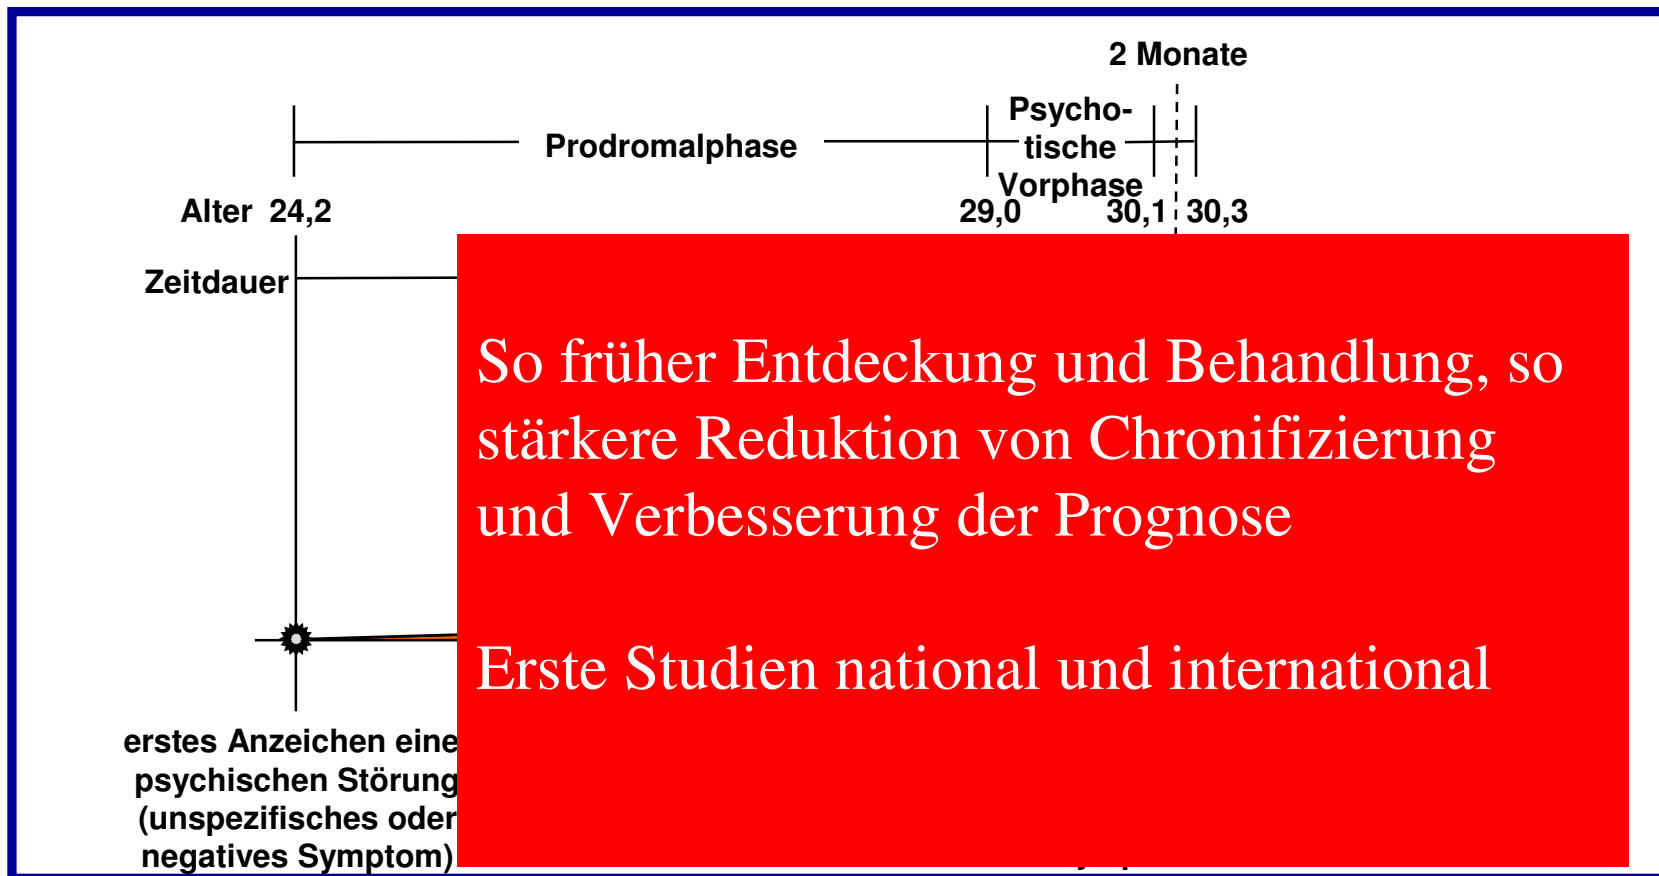 2 Monate
Prodromalphase
Psycho-
tische
Vorphase
Alter 24,2
29,0
30,1
30,3
Zeitdauer
So früher Entdeckung und Behandlung, so
stärkere Reduktion von Chronifizierung
und Verbesserung der Prognose
Erste Studien national und international
erstes Anzeichen eine
psychischen Störung
(unspezifisches oder
negatives Symptom)